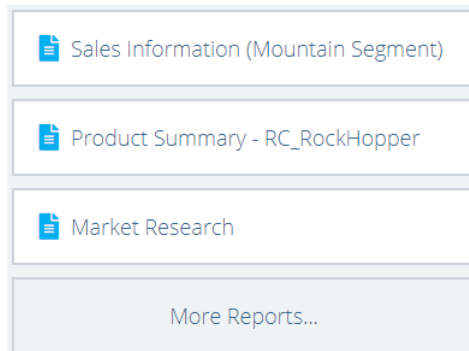 Sales Information (Mountain Segment)
Product Summary - RC_RockHopper
Market Research
More Reports...